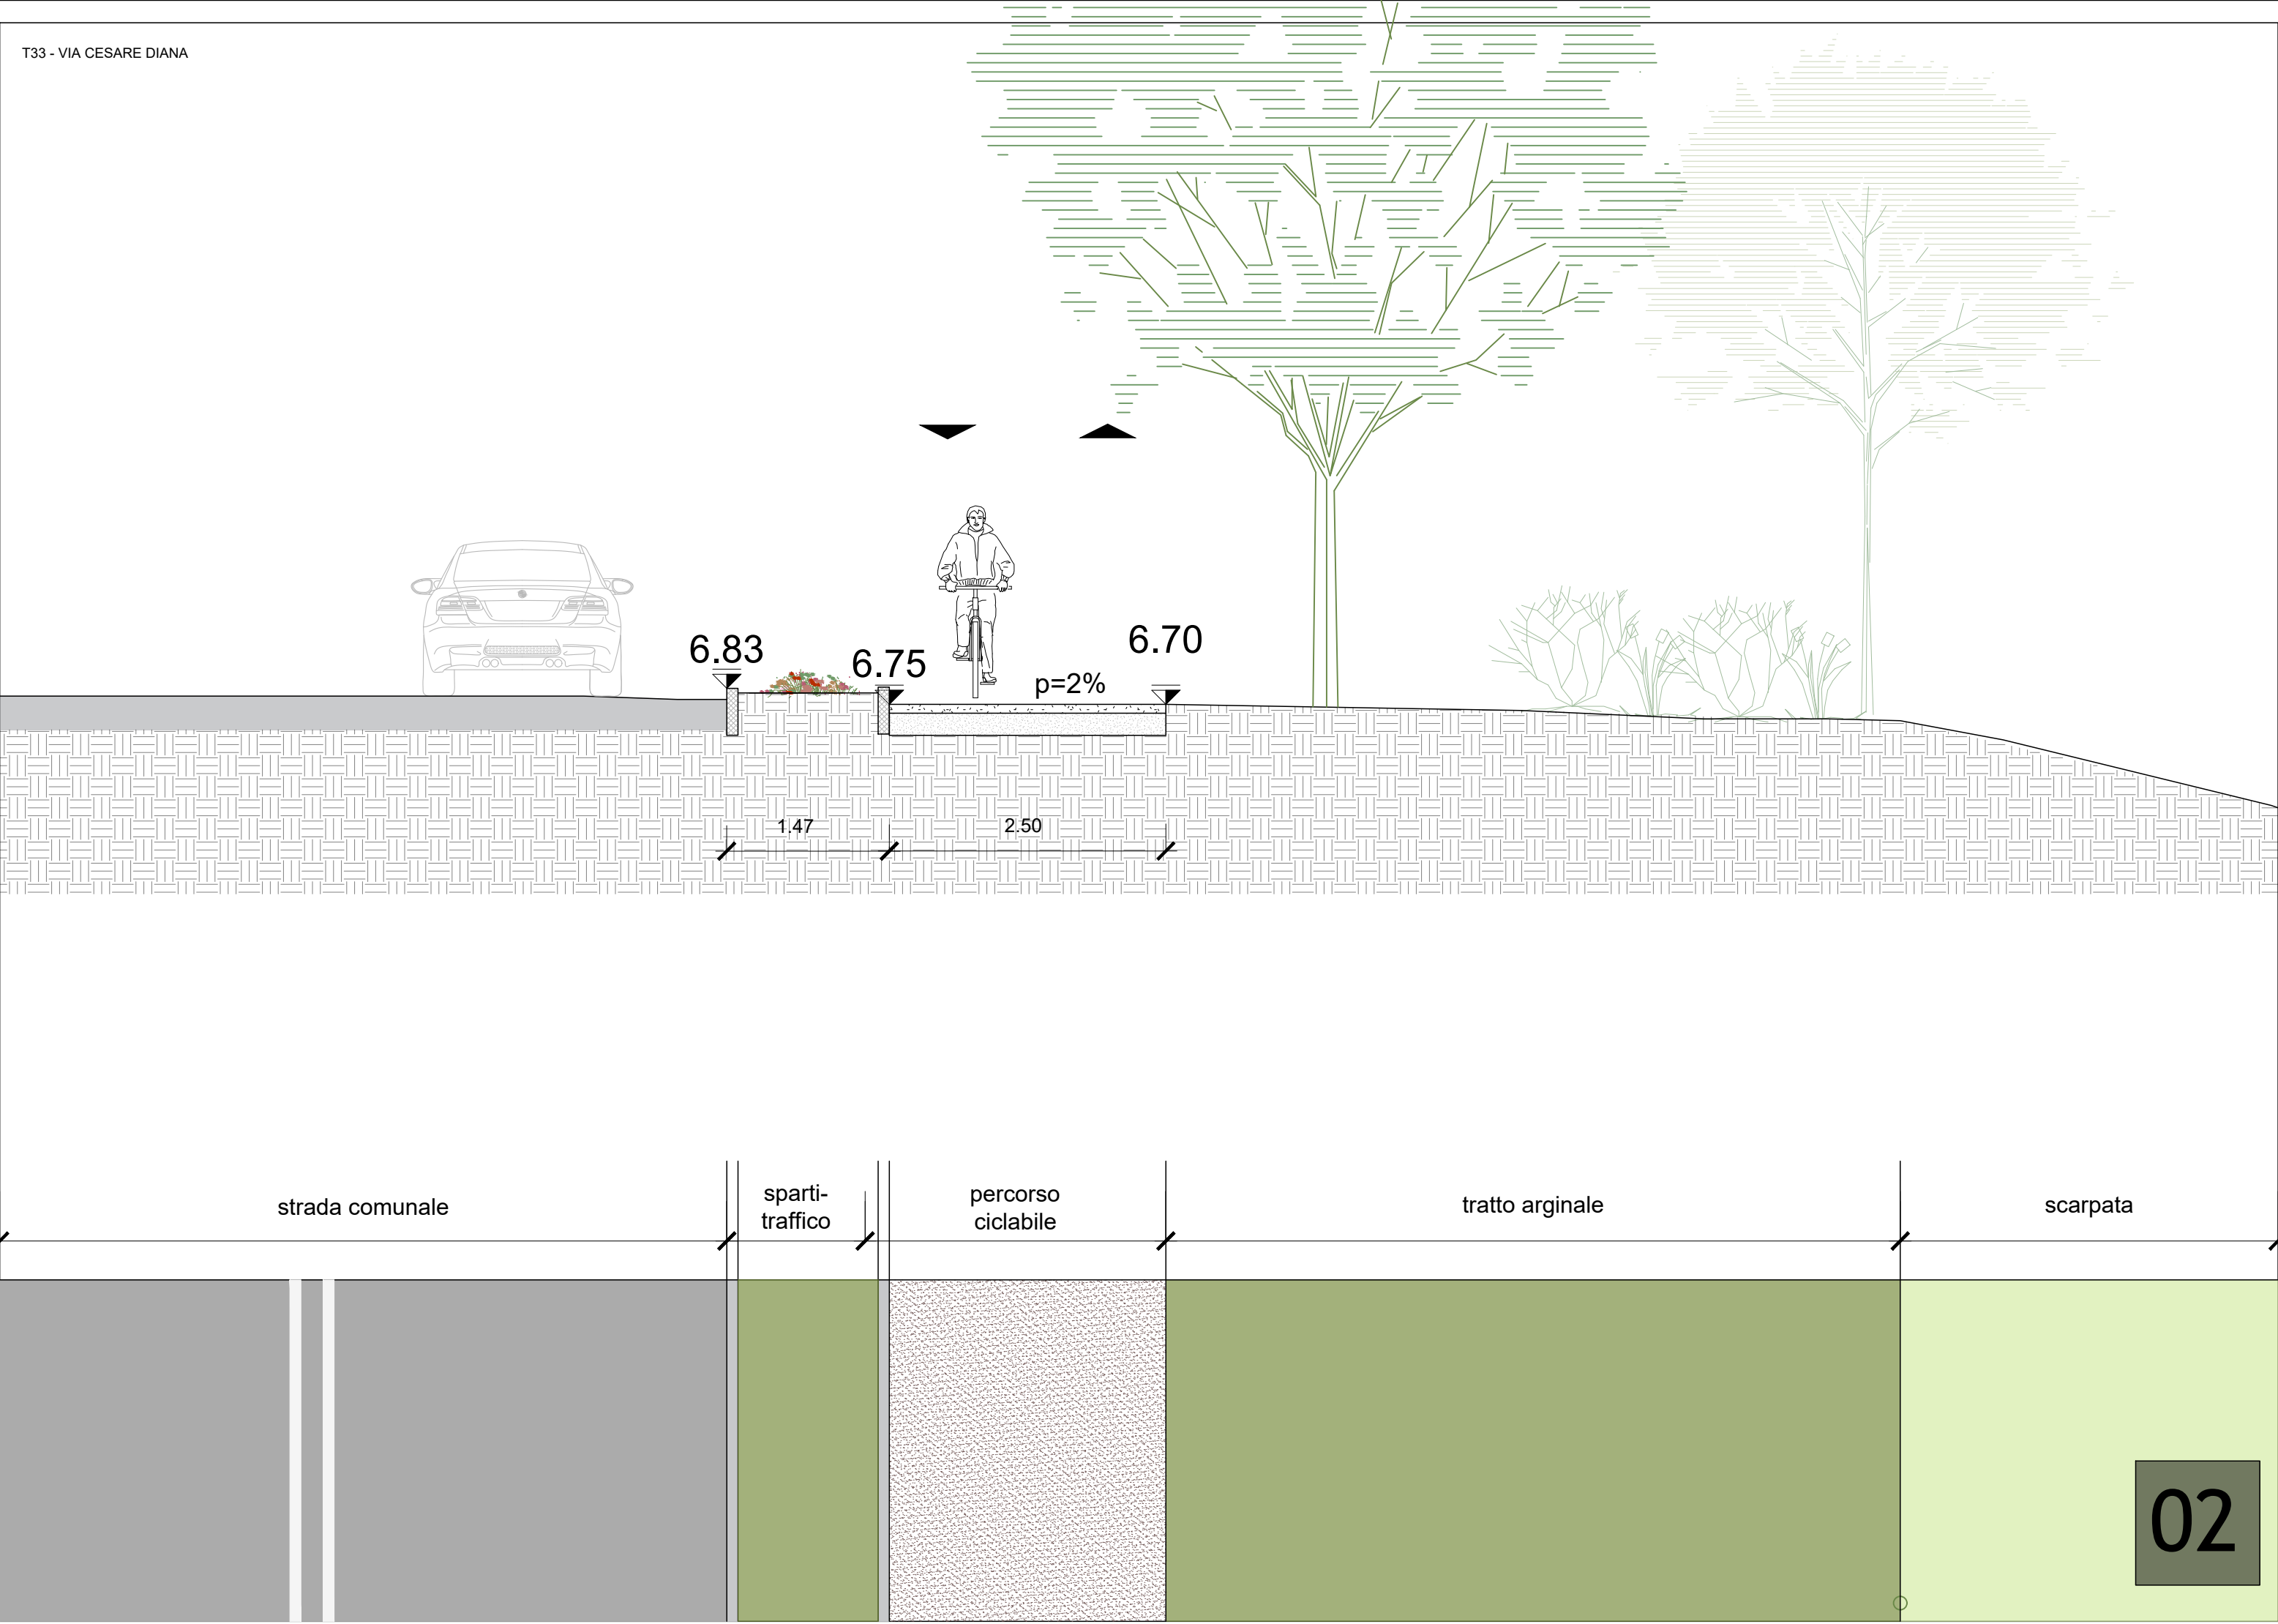 T33 - VIA CESARE DIANA
6.83
6.75
6.70
p=2%
1.47
2.50
strada comunale
sparti-
traffico
percorso
ciclabile
tratto arginale
scarpata
02